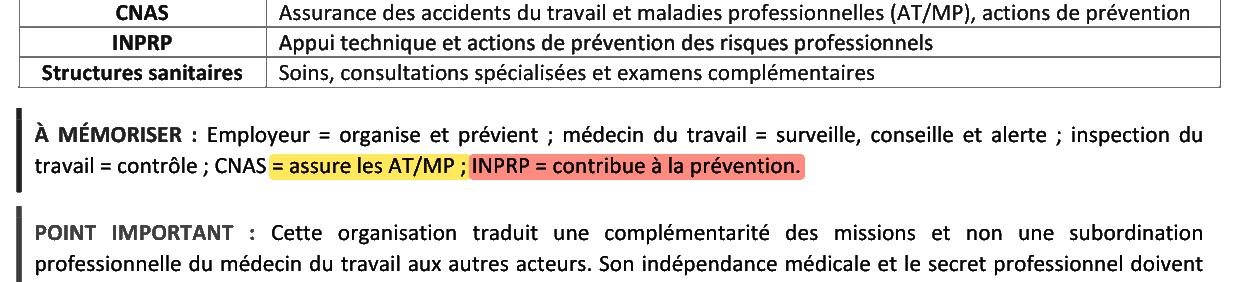 CNAS Assurance des accidents du travail et maladies professionnelles (AT/MP), actions de prévention
INPRP Appui technique et actions de prévention des risques professionnels
Structures sanitaires Soins, consultations spécialisées et examens complémentaires
À MÉMORISER : Employeur = organise et prévient ; médecin du travail = surveille, conseille et alerte ; inspection du
travail = contrôle ; CNAS = assure les AT/MP ; INPRP = contribue à la prévention.
POINT IMPORTANT : Cette organisation traduit une complémentarité des missions et non une subordination
professionnelle du médecin du travail aux autres acteurs. Son indépendance médicale et le secret professionnel doivent